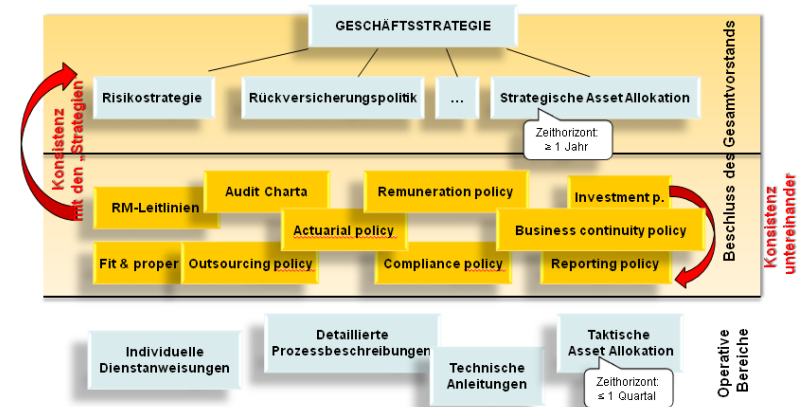 GESCHÄFTSSTRATEGIE
Risikostrategie
Rückversicherungspolitik
...
Strategische Asset Allokation
Zeithorizont:
≥ 1 Jahr
Konsistenz
mit den „Strategien
Beschluss des Gesamtvorstands
Konsistenz
untereinander
RM-Leitlinien
Audit Charta
Remuneration policy
Investment p.
Actuarial policy
Business continuity policy
Fit & proper
Outsourcing policy
Compliance policy
Reporting policy
Individuelle
Dienstanweisungen
Detaillierte
Prozessbeschreibungen
Technische
Anleitungen
Taktische
Asset Allokation
Zeithorizont:
≤ 1 Quartal
Operative
Bereiche